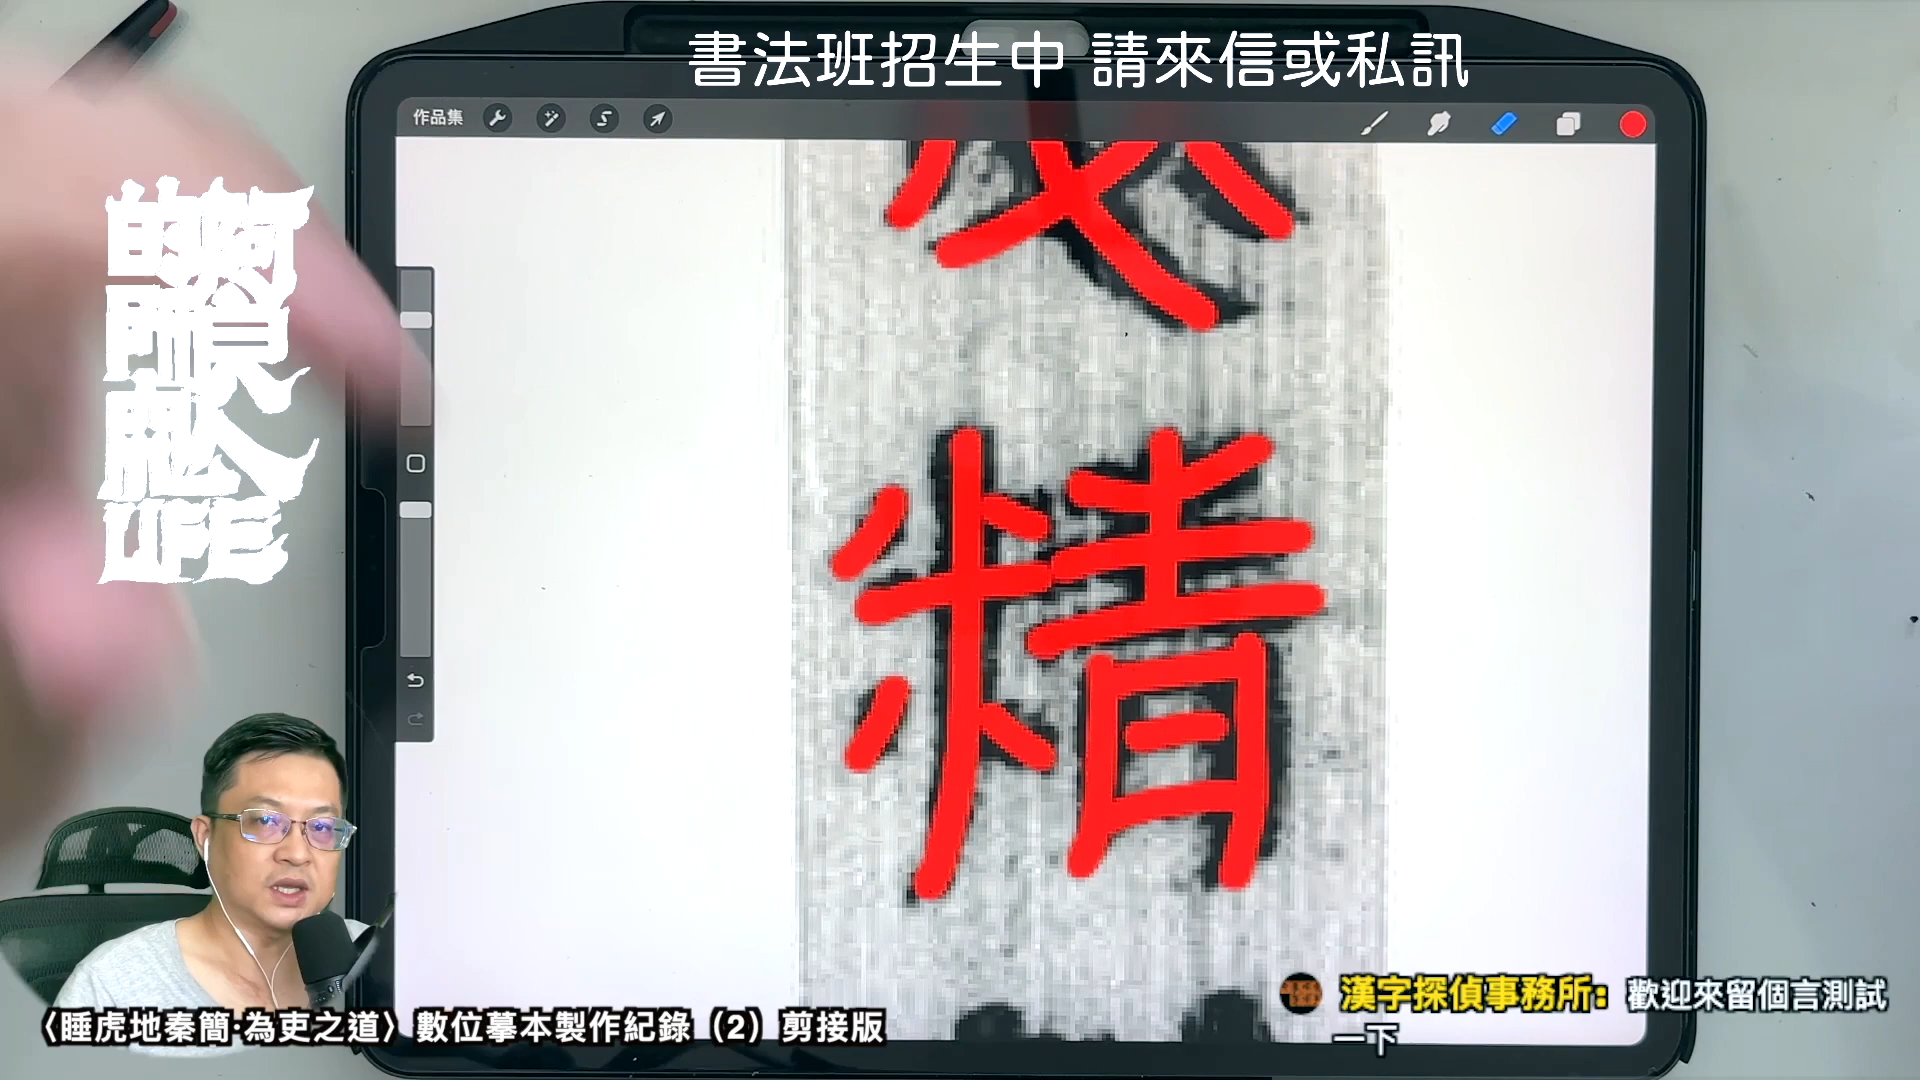 書法班招生中 請來信或私訊
作品集
精
LIFE
漢字探偵事務所: 歡迎來留個言測試
一下
〈睡虎地秦簡·為吏之道〉數位摹本製作紀錄（2）剪接版